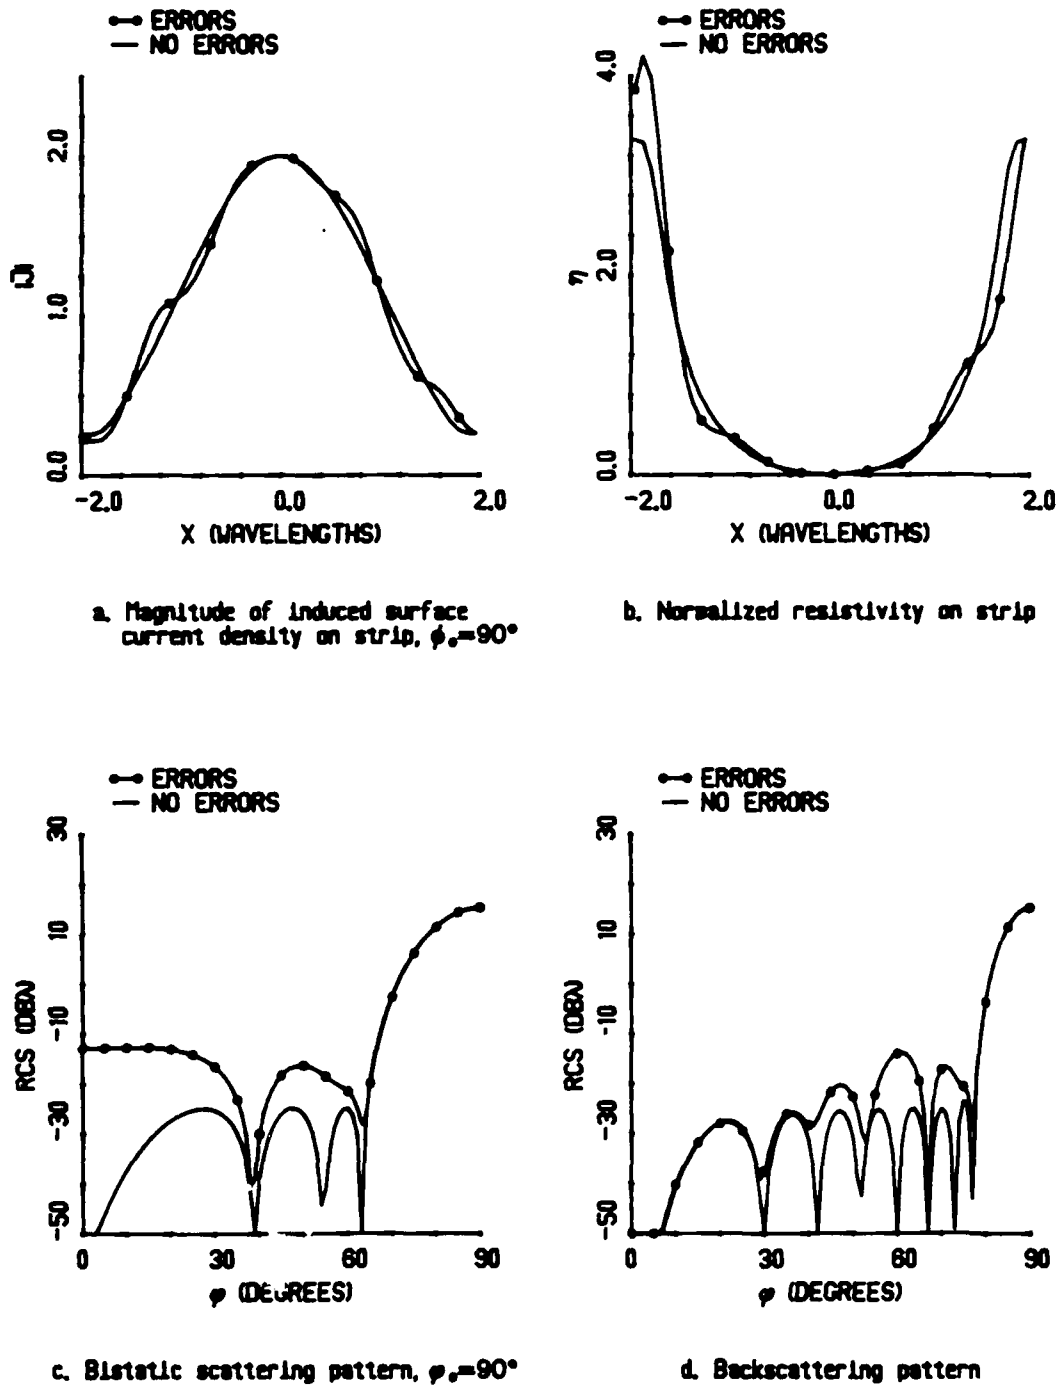 ERRORS
NO ERRORS
|J|
2.0
1.0
0.0
-2.0 0.0 2.0
X (WAVELENGTHS)
a. Magnitude of induced surface
current density on strip, ϕ₀=90°
ERRORS
NO ERRORS
η
4.0
2.0
0.0
-2.0 0.0 2.0
X (WAVELENGTHS)
b. Normalized resistivity on strip
ERRORS
NO ERRORS
RCS (DBλ)
30
10
-10
-30
-50
0 30 60 90
φ (DEGREES)
c. Bistatic scattering pattern, φ₀=90°
ERRORS
NO ERRORS
RCS (DBλ)
30
10
-10
-30
-50
0 30 60 90
φ (DEGREES)
d. Backscattering pattern